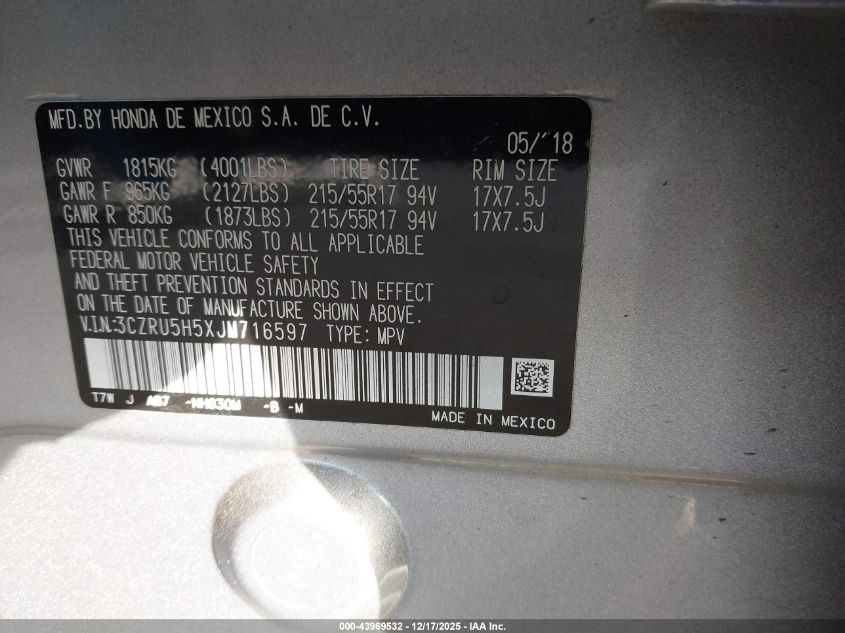 MFD.BY HONDA DE MEXICO S.A. DE C.V.
05/'18
GVWR 1815KG (4001LBS) TIRE SIZE RIM SIZE
GAWR F 965KG (2127LBS) 215/55R17 94V 17X7.5J
GAWR R 850KG (1873LBS) 215/55R17 94V 17X7.5J
THIS VEHICLE CONFORMS TO ALL APPLICABLE
FEDERAL MOTOR VEHICLE SAFETY
AND THEFT PREVENTION STANDARDS IN EFFECT
ON THE DATE OF MANUFACTURE SHOWN ABOVE.
V.I.N.:3CZRU5H5XJM716597 TYPE: MPV
T7W J AB7 -NH830M -B -M
MADE IN MEXICO
000-43969532 - 12/17/2025 - IAA Inc.